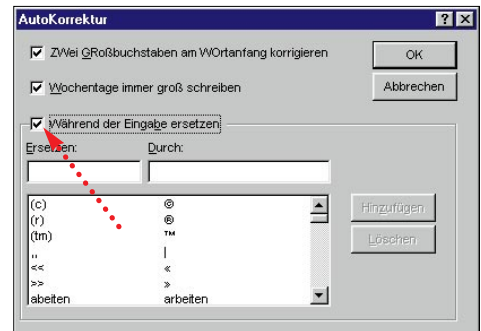 AutoKorrektur
ZWei GRoßbuchstaben am WOrtanfang korrigieren
OK
Wochentage immer groß schreiben
Abbrechen
Während der Eingabe ersetzen
Ersetzen: Durch:
(c) ©
(r) ®
Hinzufügen
(tm) ™
,, |
Löschen
<< «
>> »
abeiten arbeiten